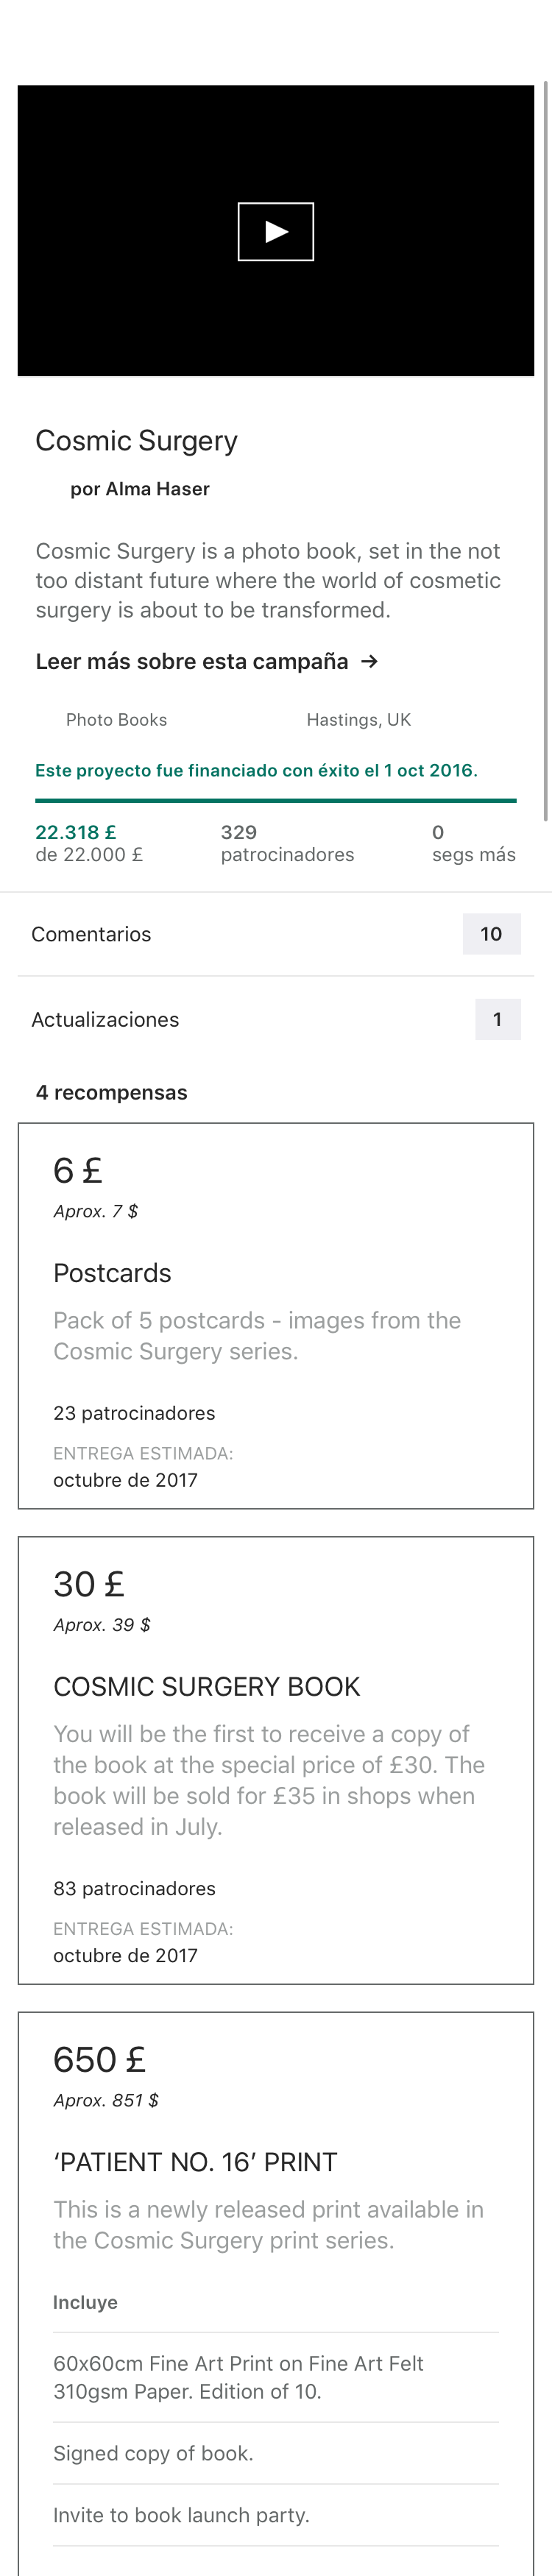 Cosmic Surgery
por Alma Haser
Cosmic Surgery is a photo book, set in the not
too distant future where the world of cosmetic
surgery is about to be transformed.
Leer más sobre esta campaña →
Photo Books
Hastings, UK
Este proyecto fue financiado con éxito el 1 oct 2016.
22.318 £
de 22.000 £
329
patrocinadores
0
segs más
Comentarios
10
Actualizaciones
1
4 recompensas
6 £
Aprox. 7 $
Postcards
Pack of 5 postcards - images from the
Cosmic Surgery series.
23 patrocinadores
ENTREGA ESTIMADA:
octubre de 2017
30 £
Aprox. 39 $
COSMIC SURGERY BOOK
You will be the first to receive a copy of
the book at the special price of £30. The
book will be sold for £35 in shops when
released in July.
83 patrocinadores
ENTREGA ESTIMADA:
octubre de 2017
650 £
Aprox. 851 $
‘PATIENT NO. 16’ PRINT
This is a newly released print available in
the Cosmic Surgery print series.
Incluye
60x60cm Fine Art Print on Fine Art Felt
310gsm Paper. Edition of 10.
Signed copy of book.
Invite to book launch party.